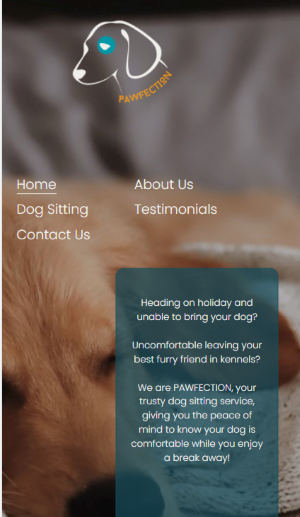 PAWFECTION
Home
About Us
Dog Sitting
Testimonials
Contact Us
Heading on holiday and
unable to bring your dog?
Uncomfortable leaving your
best furry friend in kennels?
We are PAWFECTION, your
trusty dog sitting service,
giving you the peace of
mind to know your dog is
comfortable while you enjoy
a break away!